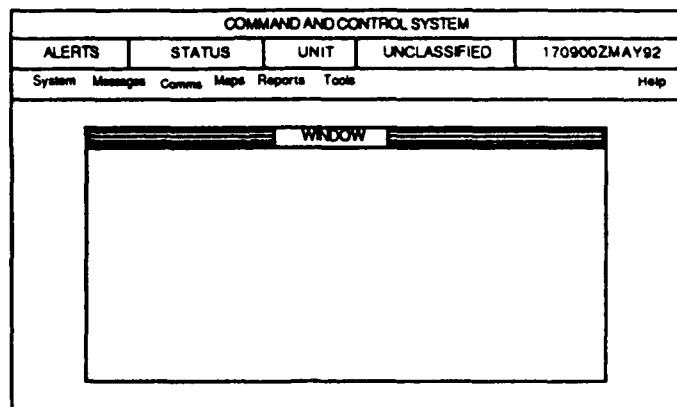 COMMAND AND CONTROL SYSTEM
ALERTS STATUS UNIT UNCLASSIFIED 170900ZMAY92
System Messages Comms Maps Reports Tools Help
WINDOW